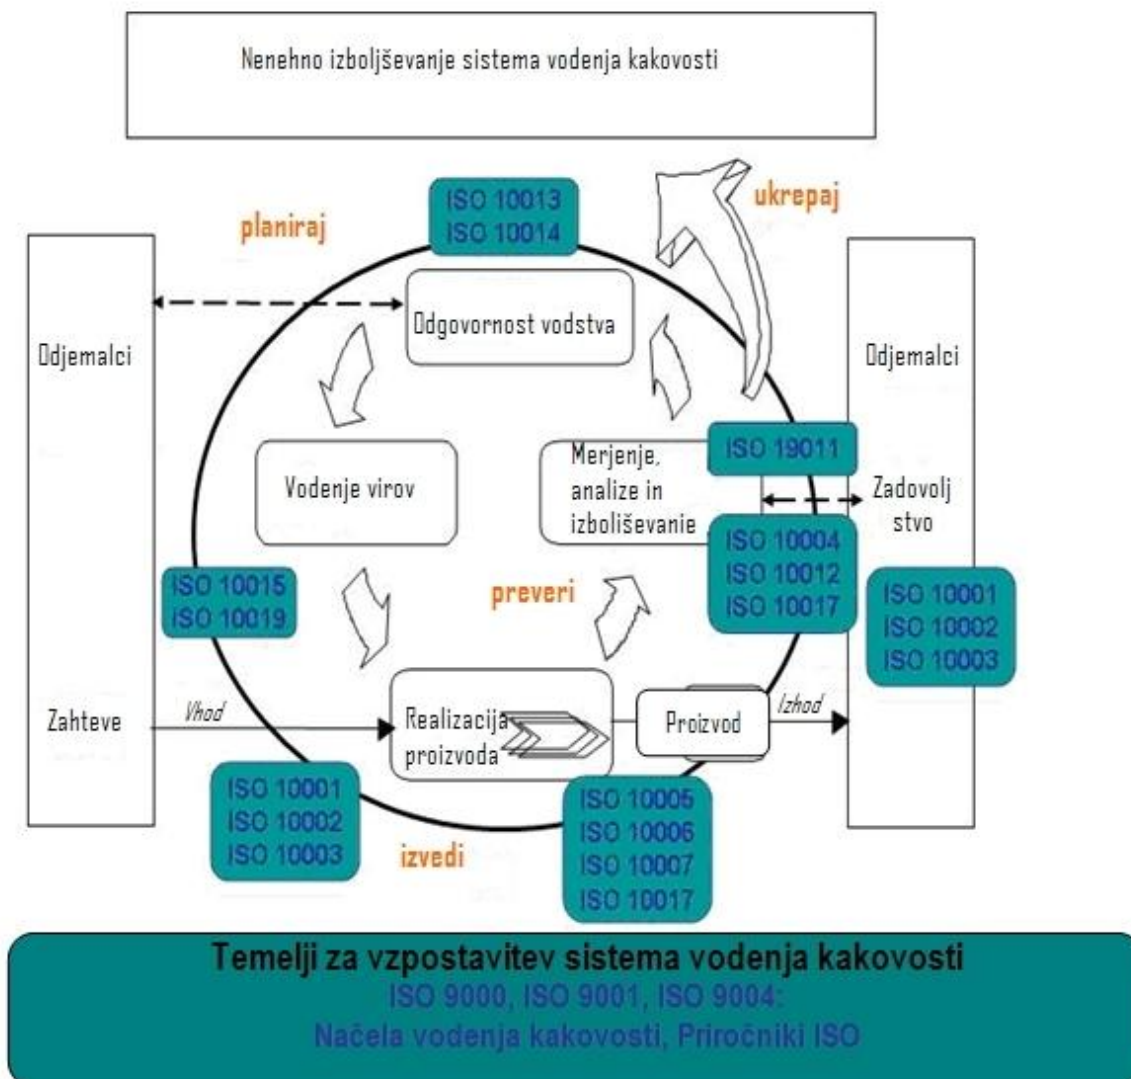 Nenehno izboljševanje sistema vodenja kakovosti
planiraj
ISO 10013
ISO 10014
ukrepaj
Odjemalci
Odgovornost vodstva
Odjemalci
Vodenje virov
Merjenje,
analize in
izboliševanie
ISO 19011
Zadovolj
stvo
ISO 10004
ISO 10012
ISO 10017
ISO 10015
ISO 10019
preveri
ISO 10001
ISO 10002
ISO 10003
Zahteve
Vhod
Realizacija
proizvoda
Proizvod
Izhod
ISO 10001
ISO 10002
ISO 10003
izvedi
ISO 10005
ISO 10006
ISO 10007
ISO 10017
Temelji za vzpostavitev sistema vodenja kakovosti
ISO 9000, ISO 9001, ISO 9004:
Načela vodenja kakovosti, Priročniki ISO